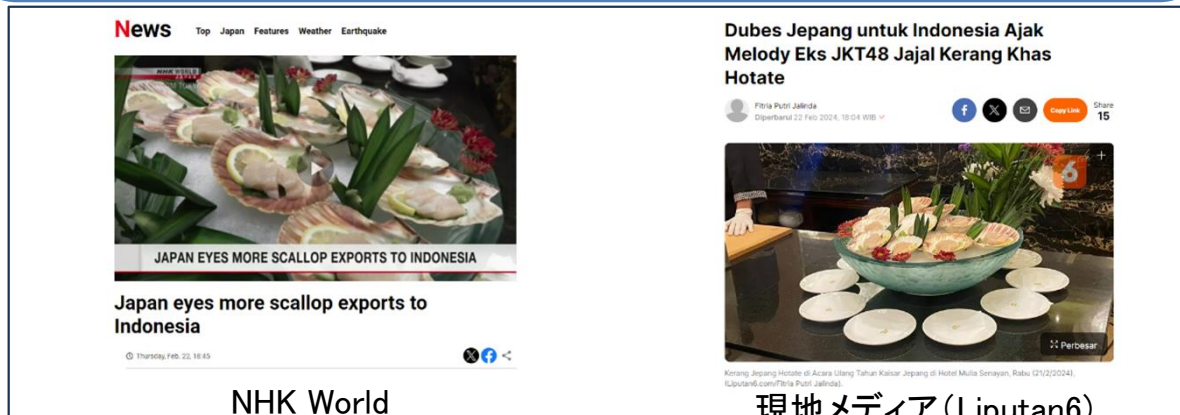 News Top Japan Features Weather Earthquake
NHK WORLD
JAPAN
JAPAN EYES MORE SCALLOP EXPORTS TO INDONESIA
Japan eyes more scallop exports to
Indonesia
Thursday, Feb. 22, 18:45
NHK World
Dubes Jepang untuk Indonesia Ajak
Melody Eks JKT48 Jajal Kerang Khas
Hotate
Fitria Putri Jalinda
Diperbarui 22 Feb 2024, 18:04 WIB
Copy Link
Share
15
6
Perbesar
Kerang Jepang Hotate di Acara Ulang Tahun Kaisar Jepang di Hotel Mulia Senayan, Rabu (21/2/2024).
(Liputan6.com/Fitria Putri Jalinda).
現地メディア(Liputan6)